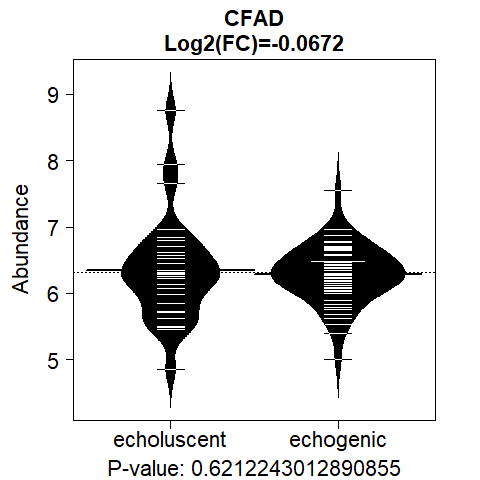 CFAD
Log2(FC)=-0.0672
Abundance
9
8
7
6
5
echoluscent echogenic
P-value: 0.6212243012890855